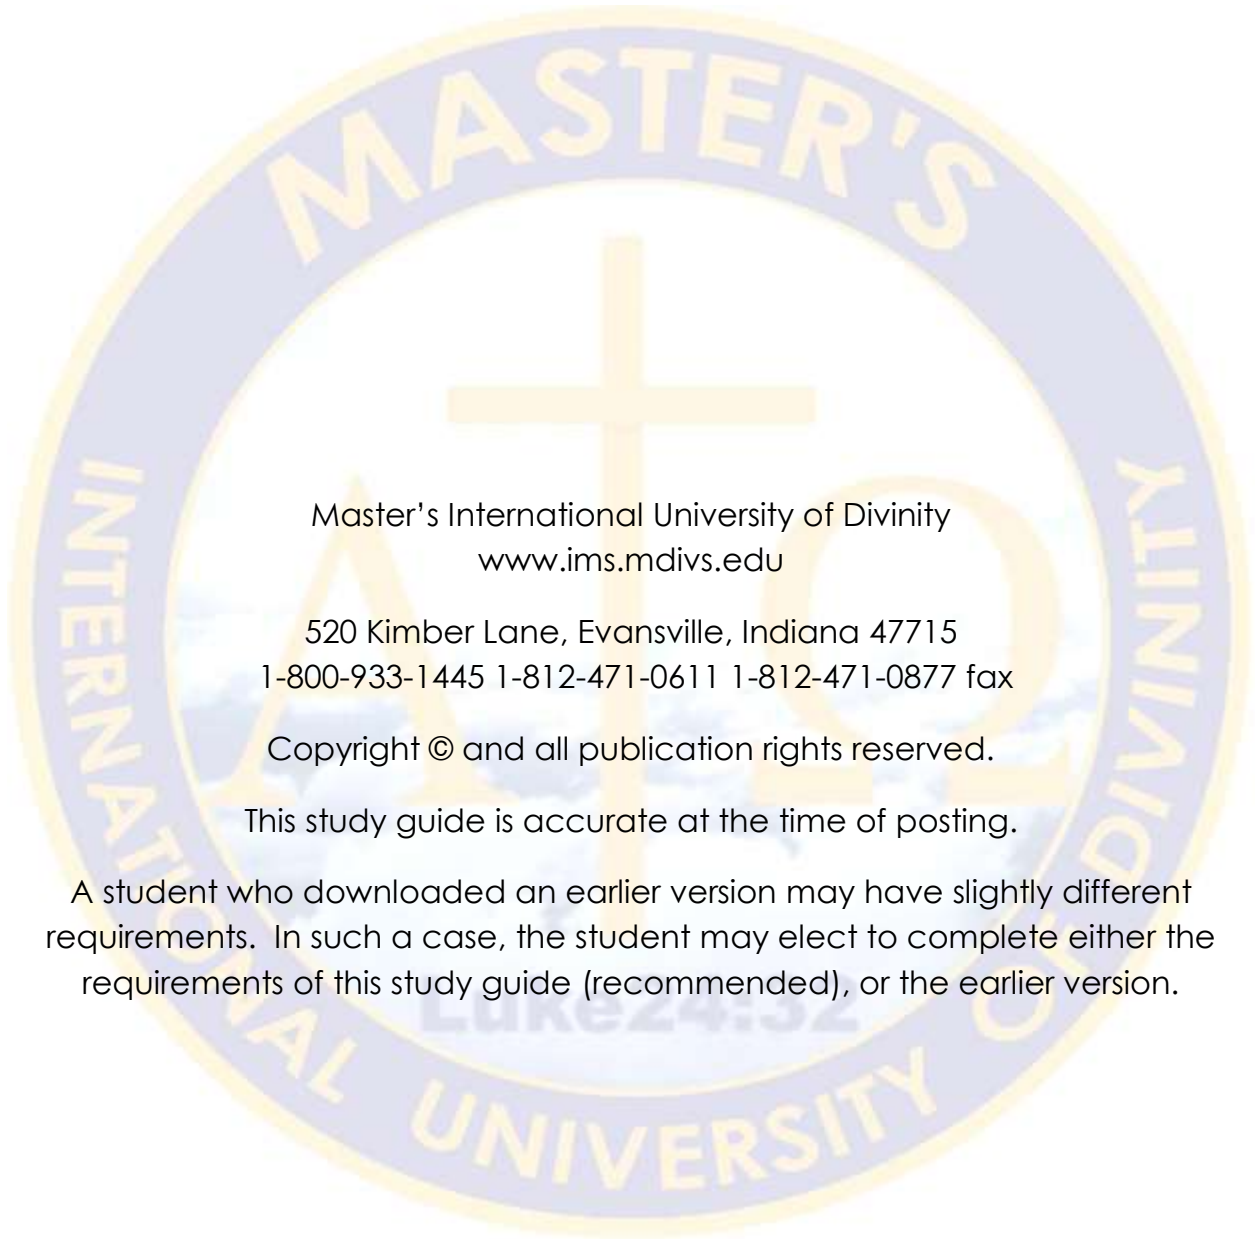 MASTER'S
INTERNATIONAL UNIVERSITY OF DIVINITY
Α Ω
Master’s International University of Divinity
www.ims.mdivs.edu
520 Kimber Lane, Evansville, Indiana 47715
1-800-933-1445 1-812-471-0611 1-812-471-0877 fax
Copyright © and all publication rights reserved.
This study guide is accurate at the time of posting.
A student who downloaded an earlier version may have slightly different
requirements.  In such a case, the student may elect to complete either the
requirements of this study guide (recommended), or the earlier version.
Luke24:32